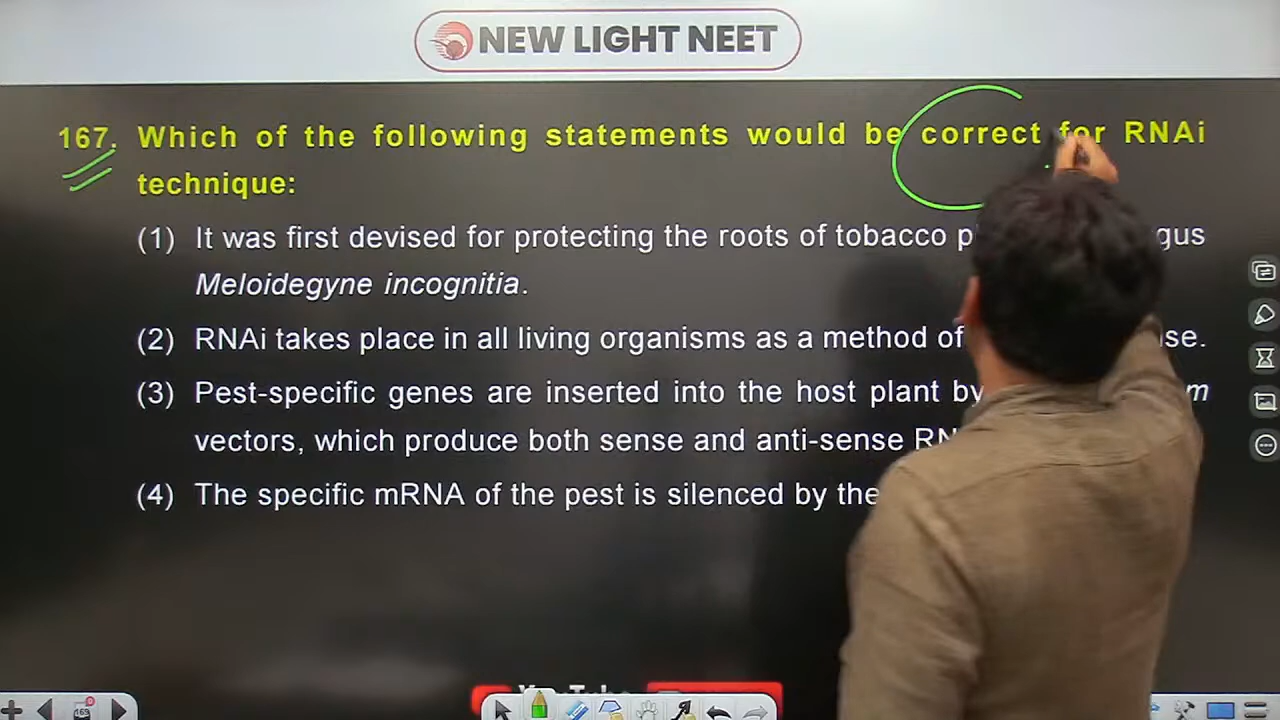 NEW LIGHT NEET
167. Which of the following statements would be correct for RNAi
technique:
(1) It was first devised for protecting the roots of tobacco
Meloidegyne incognitia.
(2) RNAi takes place in all living organisms as a method of
(3) Pest-specific genes are inserted into the host plant by
vectors, which produce both sense and anti-sense
(4) The specific mRNA of the pest is silenced by the